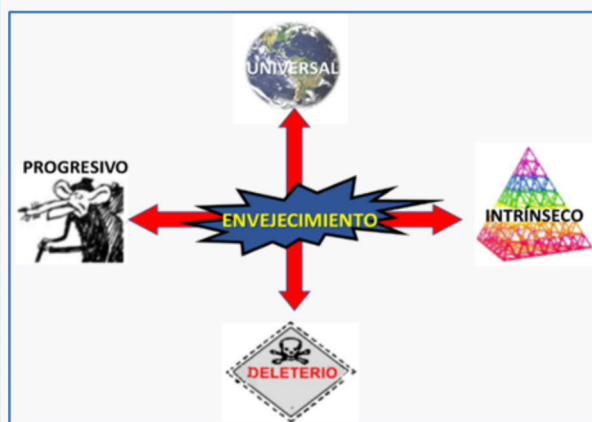 UNIVERSAL
PROGRESIVO
ENVEJECIMIENTO
INTRÍNSECO
DELETERIO